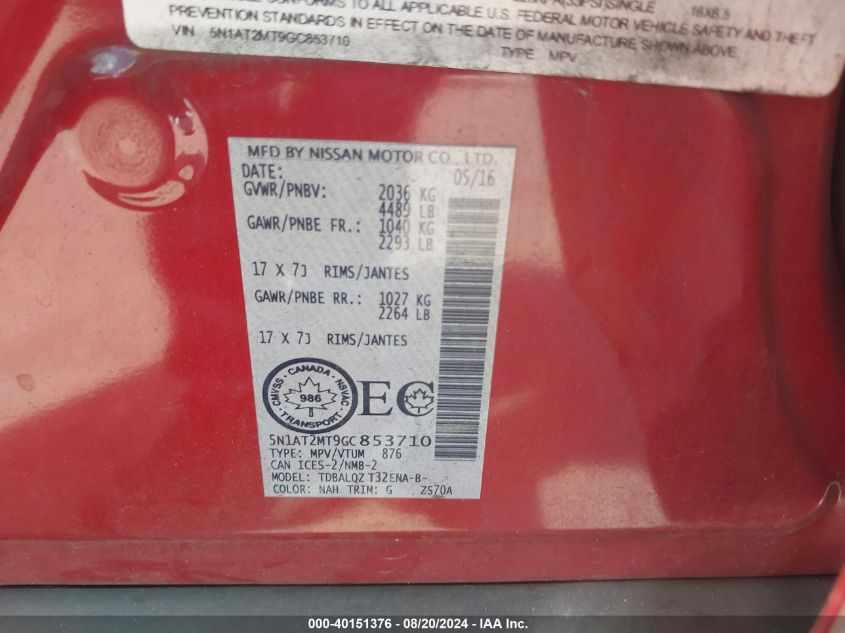 CONFORMS TO ALL APPLICABLE U.S. FEDERAL MOTOR VEHICLE SAFETY AND THEFT
PREVENTION STANDARDS IN EFFECT ON THE DATE OF MANUFACTURE SHOWN ABOVE.
VIN 5N1AT2MT9GC853710
TYPE MPV
MFD BY NISSAN MOTOR CO., LTD.
DATE: 05/16
GVWR/PNBV: 2036 KG
4489 LB
GAWR/PNBE FR.: 1040 KG
2293 LB
17 X 7J RIMS/JANTES
GAWR/PNBE RR.: 1027 KG
2264 LB
17 X 7J RIMS/JANTES
CMVSS · CANADA · NSVAC
986
TRANSPORT
EC
5N1AT2MT9GC853710
TYPE: MPV/VTUM 876
CAN ICES-2/NMB-2
MODEL: TDBALQZ T32ENA-B-
COLOR: NAH TRIM: G ZS70A
000-40151376 - 08/20/2024 - Copyright © IAA, Inc.